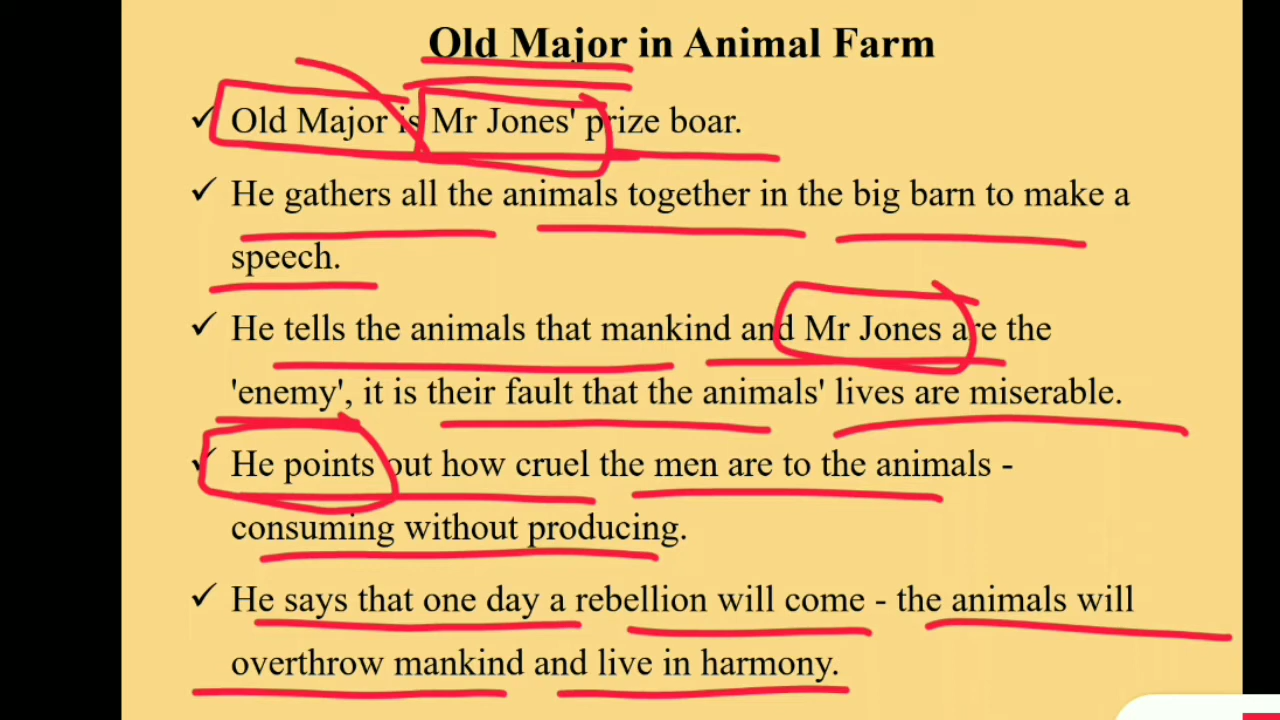 Old Major in Animal Farm
✓ Old Major is Mr Jones' prize boar.
✓ He gathers all the animals together in the big barn to make a
speech.
✓ He tells the animals that mankind and Mr Jones are the
'enemy', it is their fault that the animals' lives are miserable.
✓ He points out how cruel the men are to the animals -
consuming without producing.
✓ He says that one day a rebellion will come - the animals will
overthrow mankind and live in harmony.